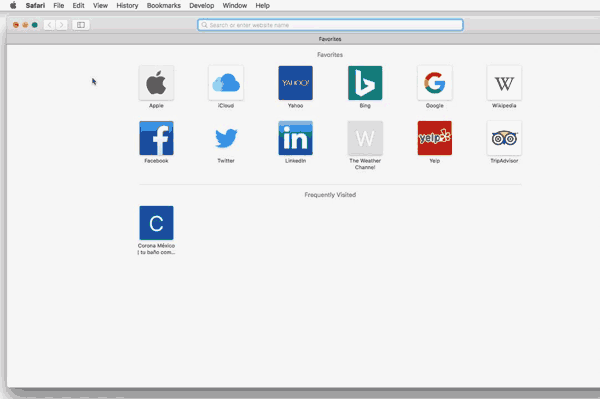 Safari File Edit View History Bookmarks Develop Window Help
Search or enter website name
Favorites
Favorites
YAHOO!
W
Apple iCloud Yahoo Bing Google Wikipedia
f in W yelp
Facebook Twitter LinkedIn The Weather Channel Yelp TripAdvisor
Frequently Visited
C
Corona México
| tu baño com...